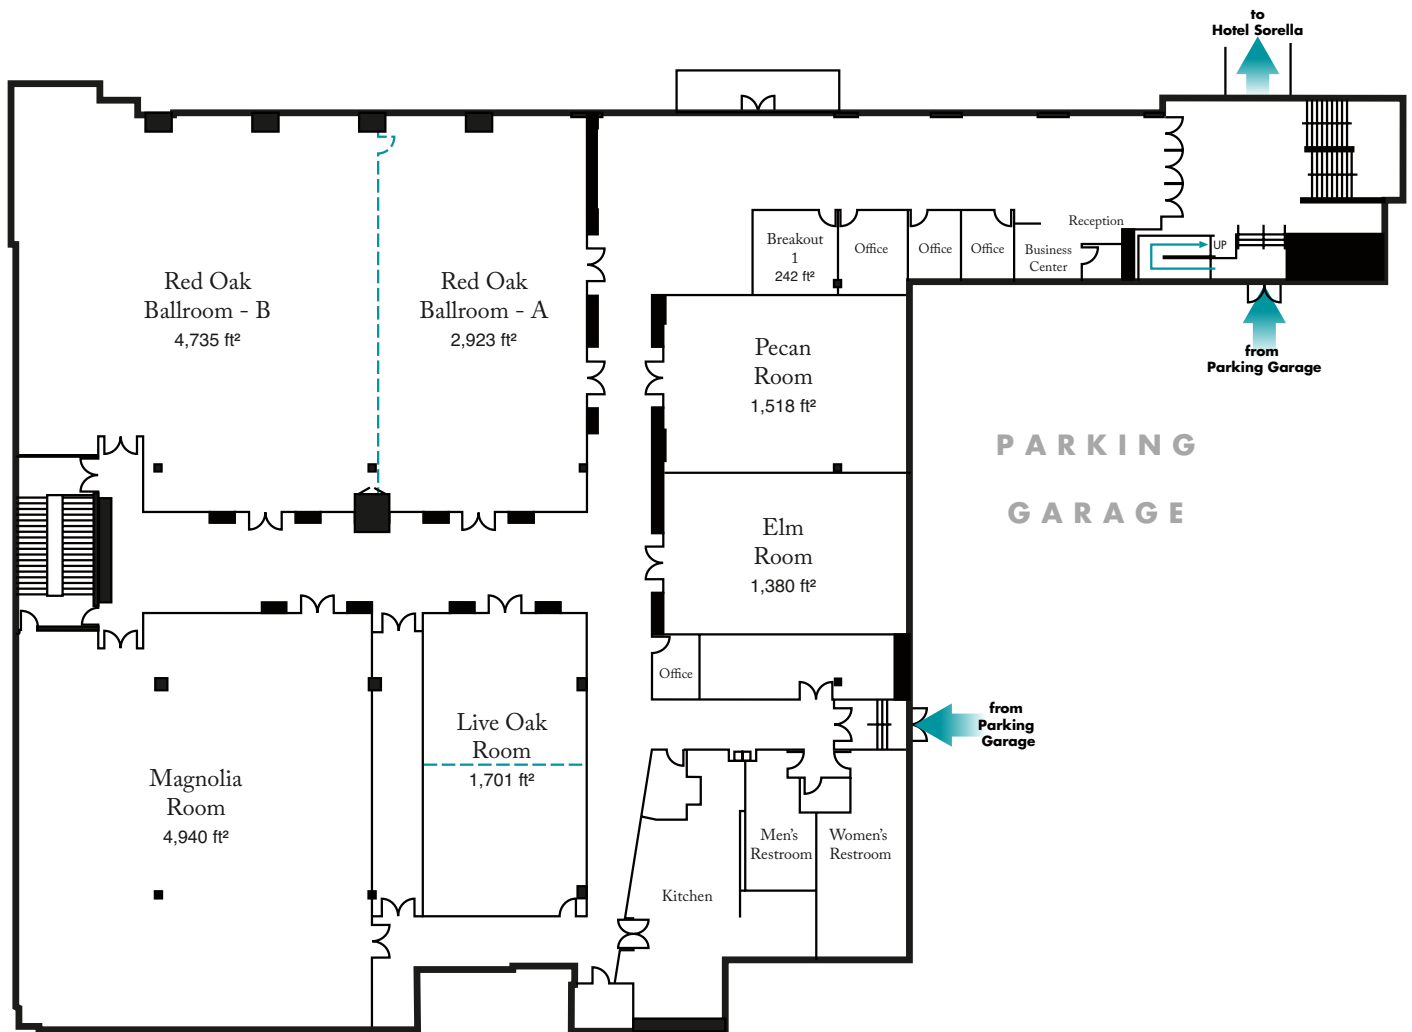 to
Hotel Sorella
Reception
Breakout
1
242 ft²
Office
Office
Office
Business
Center
UP
Red Oak
Ballroom - B
4,735 ft²
Red Oak
Ballroom - A
2,923 ft²
Pecan
Room
1,518 ft²
from
Parking Garage
PARKING
GARAGE
Elm
Room
1,380 ft²
Office
from
Parking
Garage
Live Oak
Room
1,701 ft²
Magnolia
Room
4,940 ft²
Men's
Restroom
Women's
Restroom
Kitchen